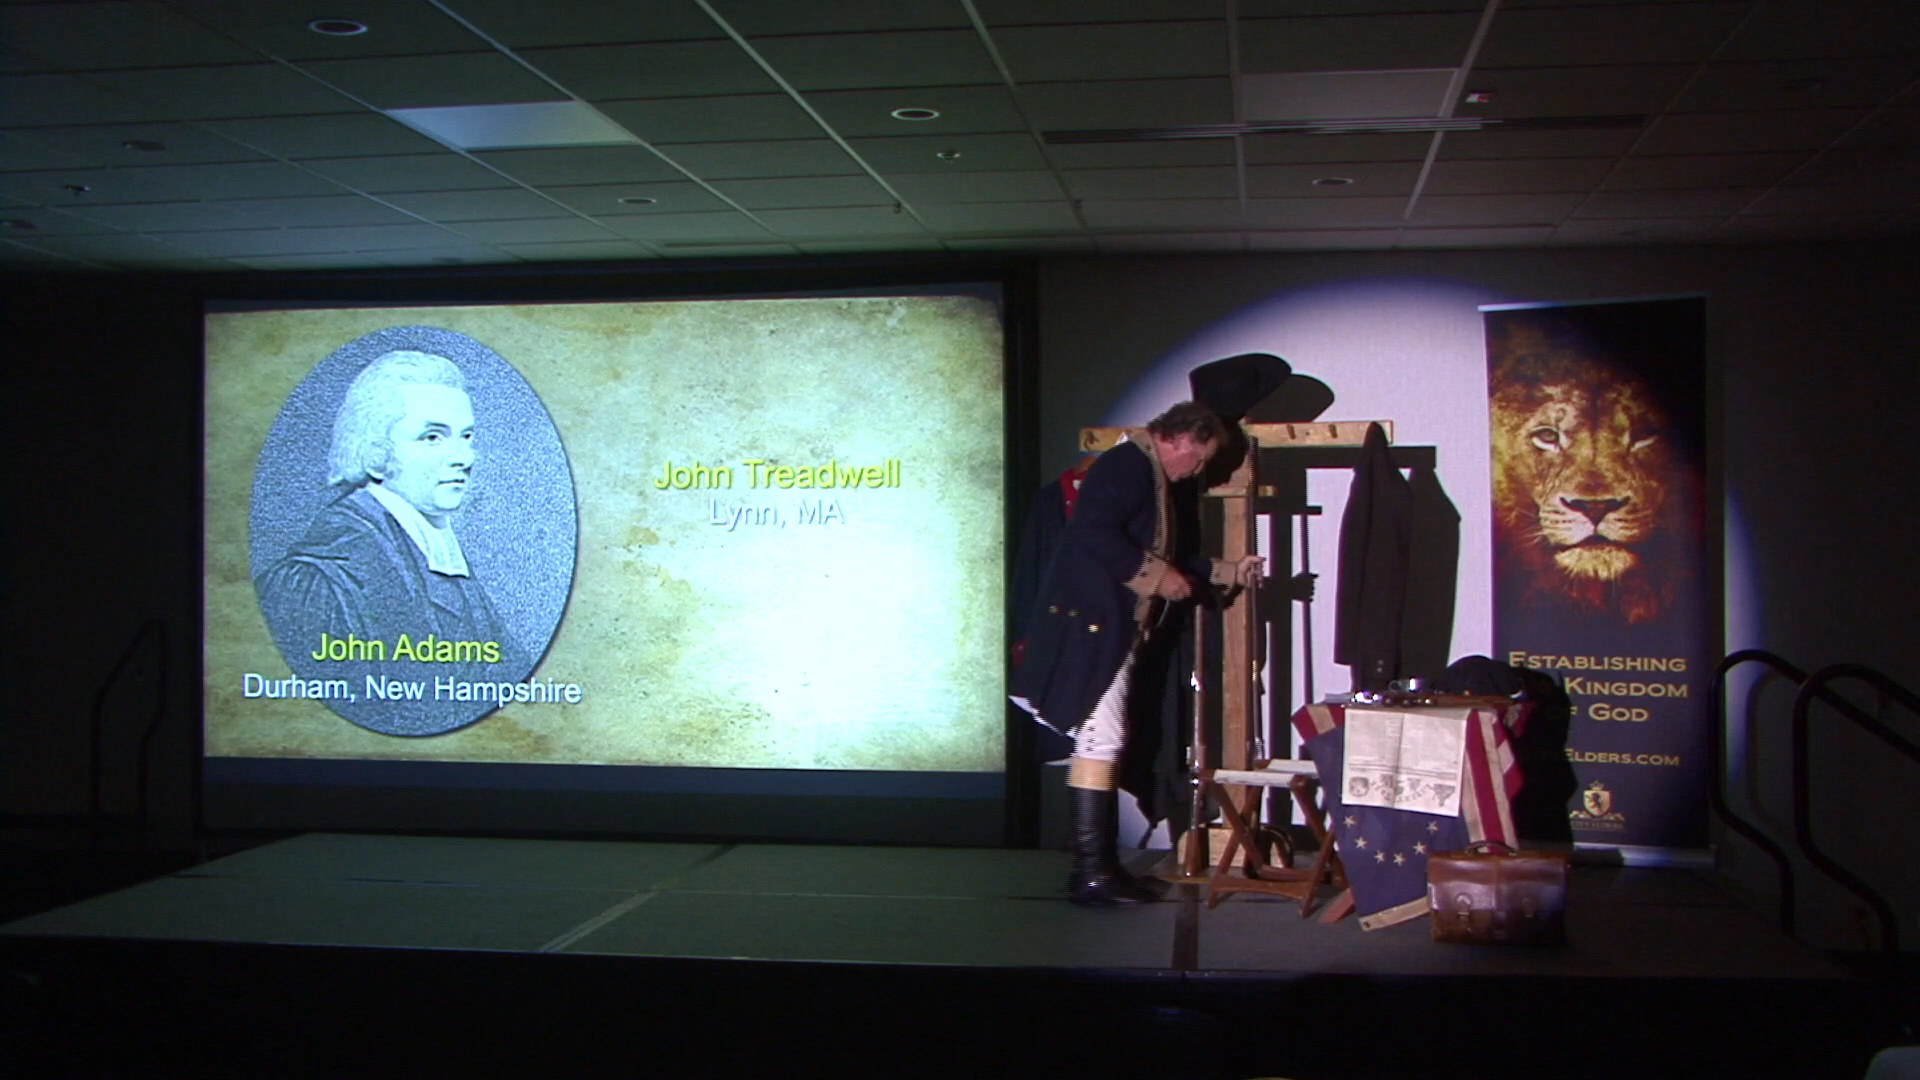 John Treadwell
Lynn, MA
John Adams
Durham, New Hampshire
ESTABLISHING
KINGDOM
OF GOD
ELDERS.COM